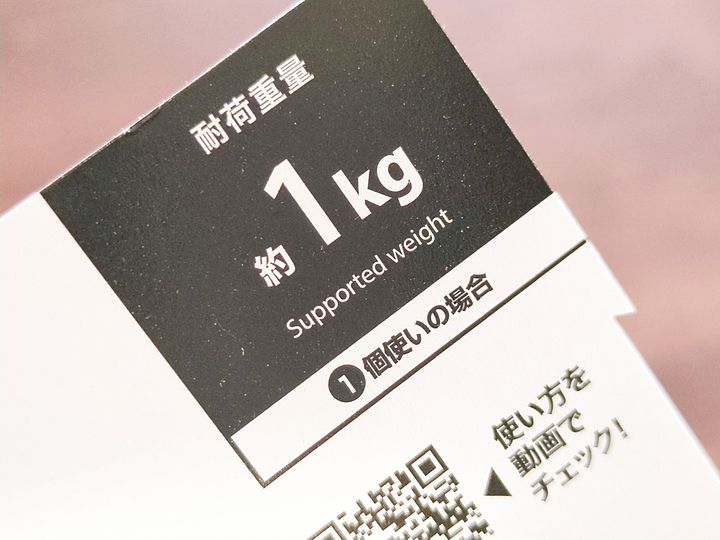 耐荷重量
約1kg
Supported weight
1個使いの場合
使い方を
動画で
チェック!